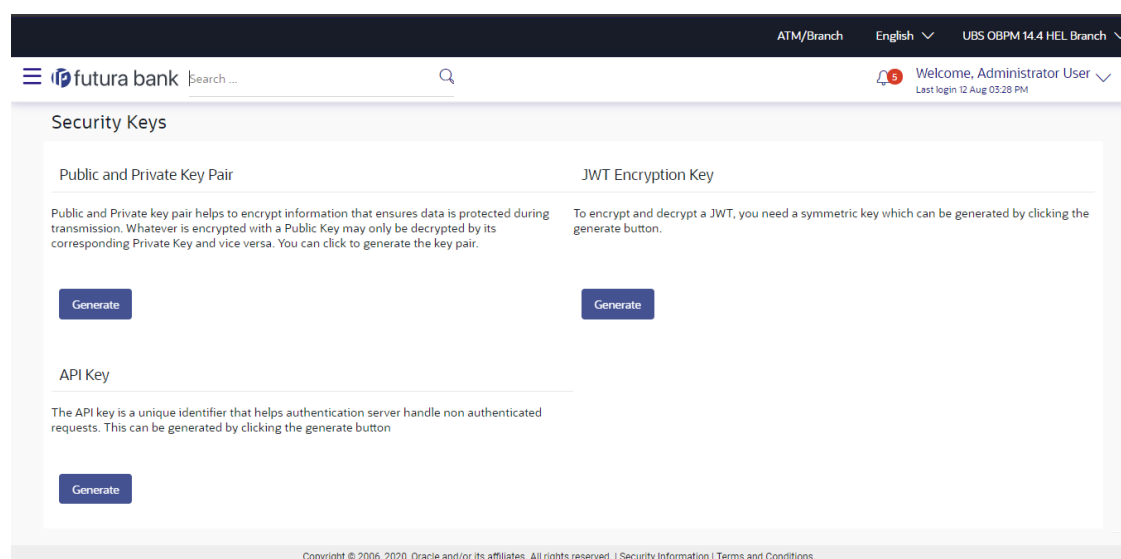 ATM/Branch English UBS OBPM 14.4 HEL Branch
futura bank Search ... 5 Welcome, Administrator User
Last login 12 Aug 03:28 PM
Security Keys
Public and Private Key Pair
Public and Private key pair helps to encrypt information that ensures data is protected during
transmission. Whatever is encrypted with a Public Key may only be decrypted by its
corresponding Private Key and vice versa. You can click to generate the key pair.
Generate
JWT Encryption Key
To encrypt and decrypt a JWT, you need a symmetric key which can be generated by clicking the
generate button.
Generate
API Key
The API key is a unique identifier that helps authentication server handle non authenticated
requests. This can be generated by clicking the generate button
Generate
Copyright © 2006, 2020, Oracle and/or its affiliates. All rights reserved. | Security Information | Terms and Conditions